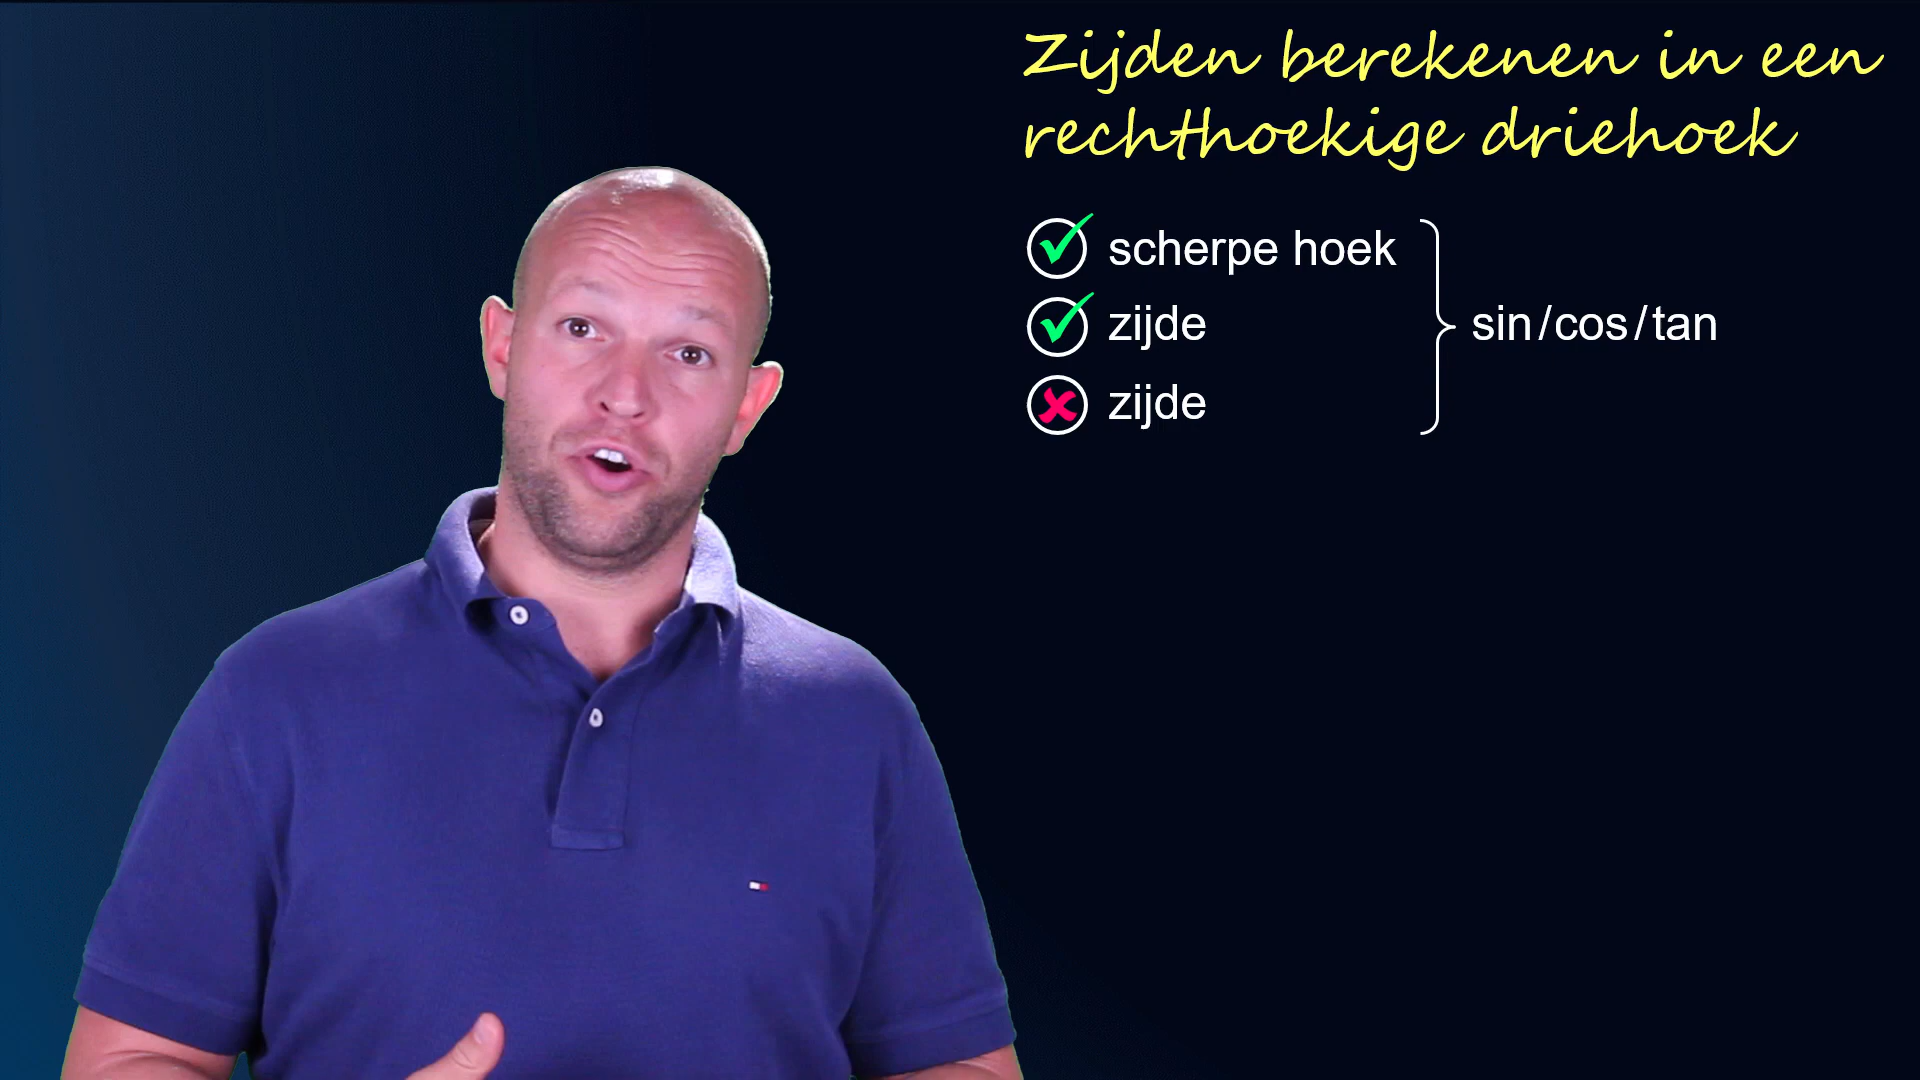 Zijden berekenen in een
rechthoekige driehoek
scherpe hoek
zijde
sin/cos/tan
zijde